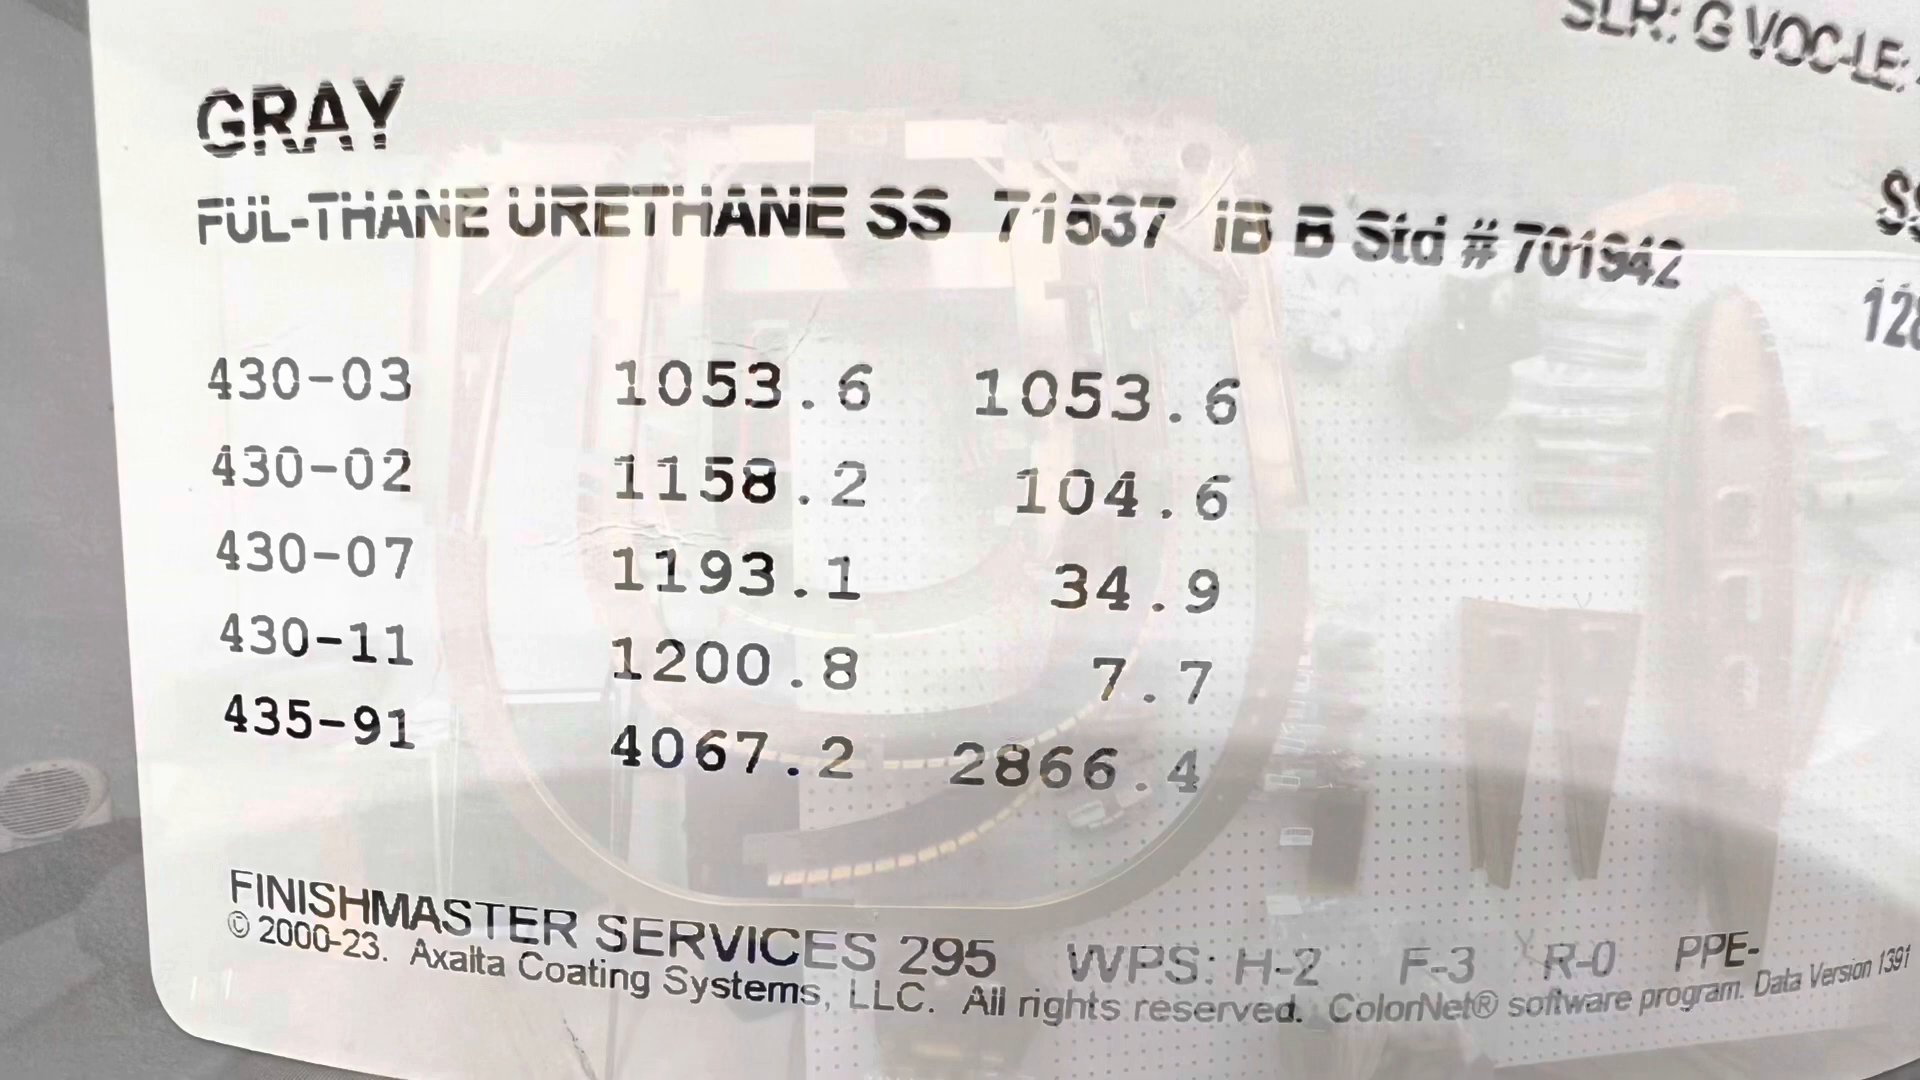 SLR: G VOC-LE:
GRAY
FUL-THANE URETHANE SS 71537 IB B Std # 701942
430-03 1053.6 1053.6
430-02 1158.2 104.6
430-07 1193.1 34.9
430-11 1200.8 7.7
435-91 4067.2 2866.4
FINISHMASTER SERVICES 295 WPS: H-2 F-3 R-0 PPE-
© 2000-23. Axalta Coating Systems, LLC. All rights reserved. ColorNet® software program. Data Version 1391